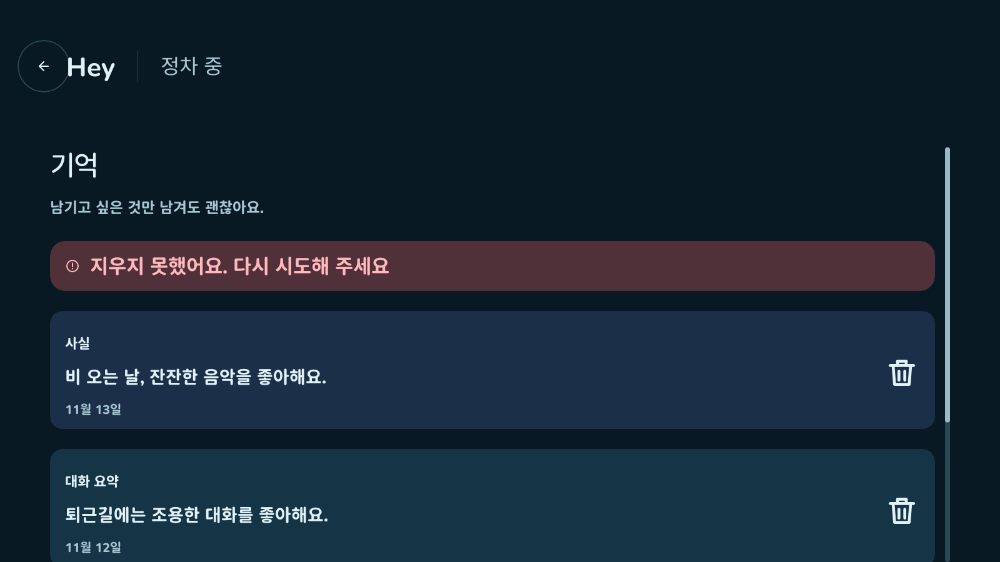 Hey
정차 중
기억
남기고 싶은 것만 남겨도 괜찮아요.
지우지 못했어요. 다시 시도해 주세요
사실
비 오는 날, 잔잔한 음악을 좋아해요.
11월 13일
대화 요약
퇴근길에는 조용한 대화를 좋아해요.
11월 12일